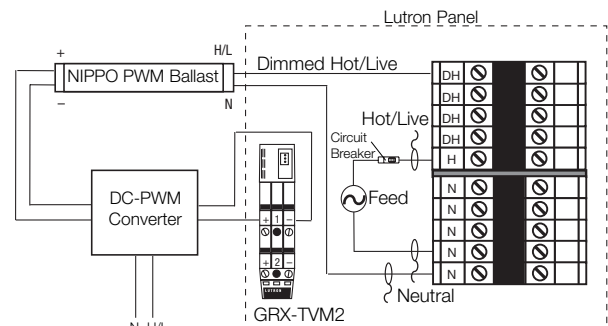 Lutron Panel
+ H/L
NIPPO PWM Ballast
− N
Dimmed Hot/Live
Hot/Live
Circuit
Breaker
Feed
DH
DH
DH
DH
H
N
N
N
N
N
DC-PWM
Converter
+ 1 −
+ 2 −
LUTRON
GRX-TVM2
Neutral
N H/L